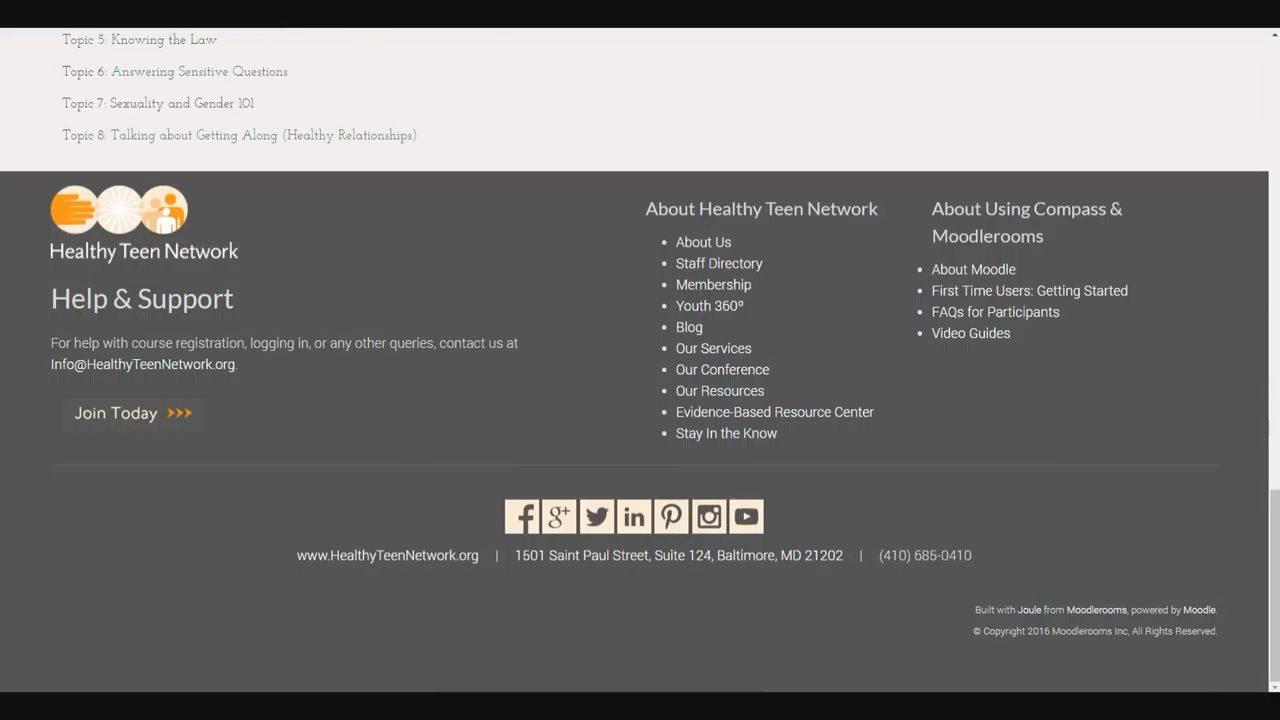 Topic 5: Knowing the Law
Topic 6: Answering Sensitive Questions
Topic 7: Sexuality and Gender 101
Topic 8: Talking about Getting Along (Healthy Relationships)
Healthy Teen Network
Help & Support
For help with course registration, logging in, or any other queries, contact us at
Info@HealthyTeenNetwork.org.
Join Today >>>
About Healthy Teen Network
About Us
Staff Directory
Membership
Youth 360º
Blog
Our Services
Our Conference
Our Resources
Evidence-Based Resource Center
Stay In the Know
About Using Compass &
Moodlerooms
About Moodle
First Time Users: Getting Started
FAQs for Participants
Video Guides
www.HealthyTeenNetwork.org | 1501 Saint Paul Street, Suite 124, Baltimore, MD 21202 | (410) 685-0410
Built with Joule from Moodlerooms, powered by Moodle.
© Copyright 2016 Moodlerooms Inc, All Rights Reserved.